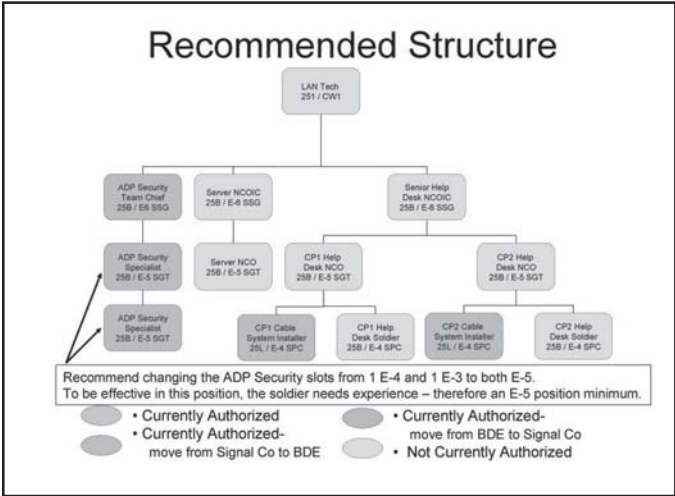 Recommended Structure
LAN Tech
251 / CW1
ADP Security
Team Chief
25B / E6 SSG
Server NCOIC
25B / E-6 SSG
Senior Help
Desk NCOIC
25B / E-6 SSG
ADP Security
Specialist
25B / E-5 SGT
Server NCO
25B / E-5 SGT
CP1 Help
Desk NCO
25B / E-5 SGT
CP2 Help
Desk NCO
25B / E-5 SGT
ADP Security
Specialist
25B / E-5 SGT
CP1 Cable
System Installer
25L / E-4 SPC
CP1 Help
Desk Soldier
25B / E-4 SPC
CP2 Cable
System Installer
25L / E-4 SPC
CP2 Help
Desk Soldier
25B / E-4 SPC
Recommend changing the ADP Security slots from 1 E-4 and 1 E-3 to both E-5.
To be effective in this position, the soldier needs experience – therefore an E-5 position minimum.
• Currently Authorized
• Currently Authorized-
move from Signal Co to BDE
• Currently Authorized-
move from BDE to Signal Co
• Not Currently Authorized